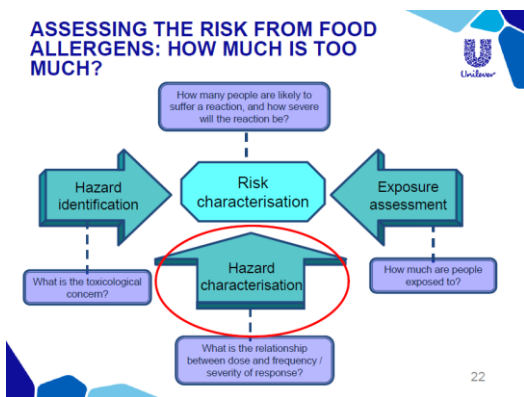 ASSESSING THE RISK FROM FOOD
ALLERGENS: HOW MUCH IS TOO
MUCH?
Unilever
How many people are likely to
suffer a reaction, and how severe
will the reaction be?
Hazard
identification
Risk
characterisation
Exposure
assessment
What is the toxicological
concern?
Hazard
characterisation
How much are people
exposed to?
What is the relationship
between dose and frequency /
severity of response?
22